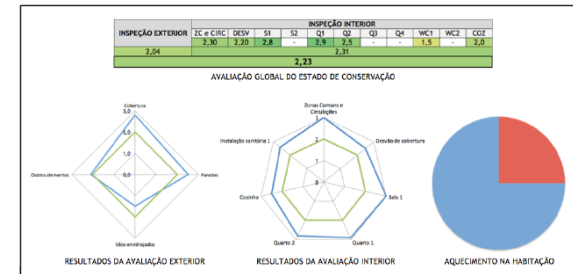 INSPEÇÃO INTERIOR
INSPEÇÃO EXTERIOR ZC e CIRC DESV S1 S2 Q1 Q2 Q3 Q4 WC1 WC2 COZ
2,30 2,20 2,8 - 2,9 2,5 - - 1,5 - 2,0
2,04 2,31
2,23
AVALIAÇÃO GLOBAL DO ESTADO DE CONSERVAÇÃO
Cobertura
3,0
2,0
1,0
0,0
Outros elementos
Paredes
Vãos envidraçados
RESULTADOS DA AVALIAÇÃO EXTERIOR
Zonas Comuns e
Circulações
3
2
1
0
Instalação sanitária 1
Desvão de cobertura
Cozinha
Sala 1
Quarto 2
Quarto 1
RESULTADOS DA AVALIAÇÃO INTERIOR
AQUECIMENTO NA HABITAÇÃO